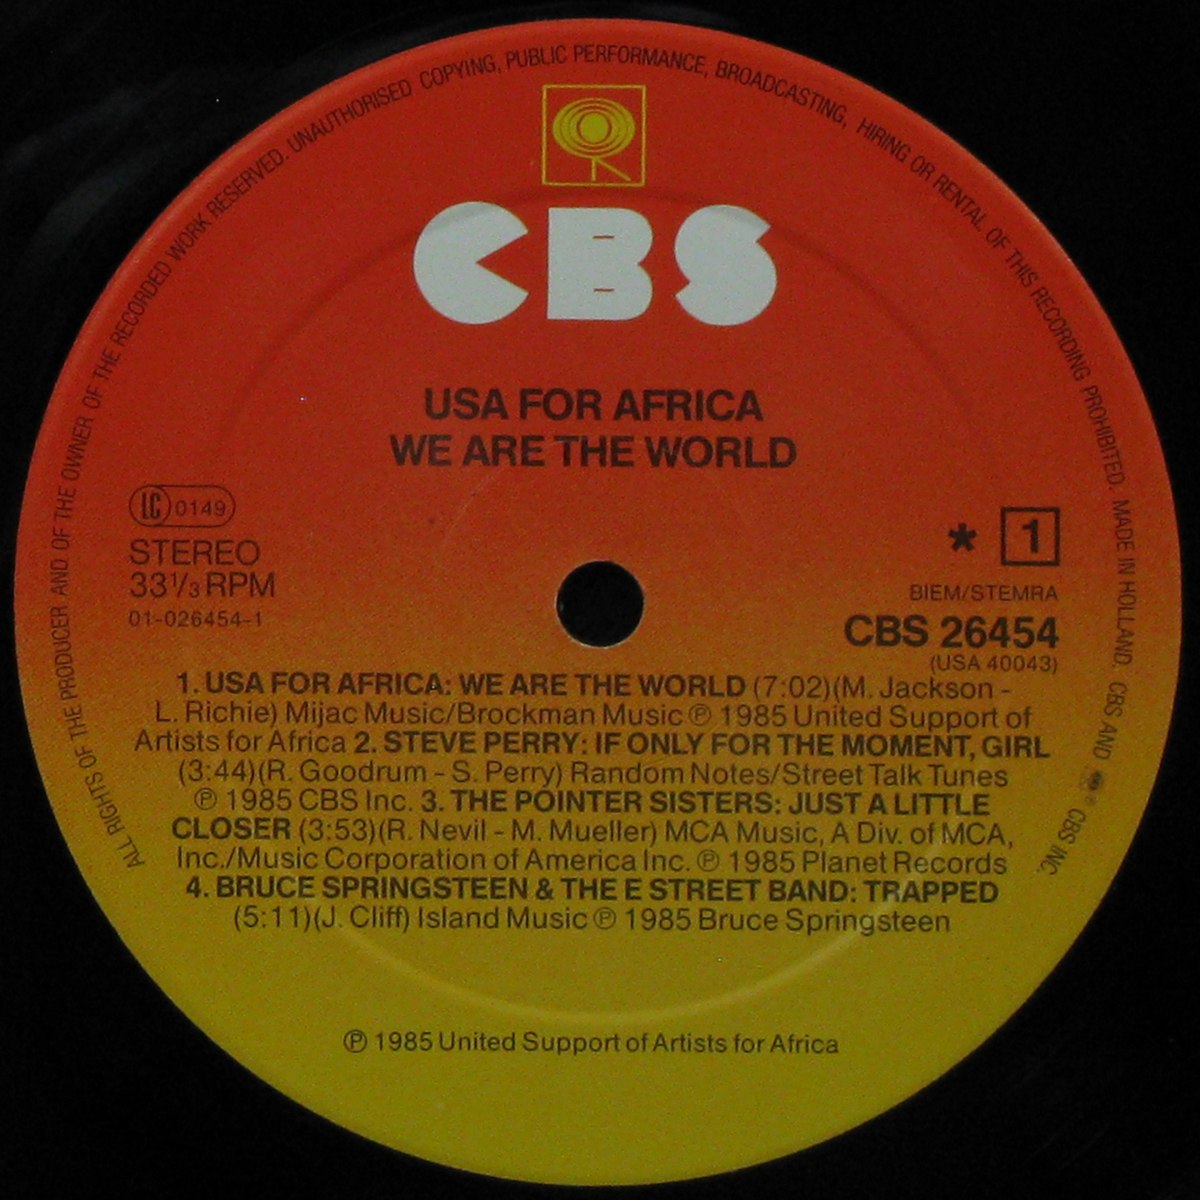 ALL RIGHTS OF THE PRODUCER AND OF THE OWNER OF THE RECORDED WORK RESERVED. UNAUTHORISED COPYING, PUBLIC PERFORMANCE, BROADCASTING, HIRING OR RENTAL OF THIS RECORDING PROHIBITED. MADE IN HOLLAND. CBS AND CBS INC.
CBS
USA FOR AFRICA
WE ARE THE WORLD
LC 0149
STEREO
33 1/3 RPM
01-026454-1
* 1
BIEM/STEMRA
CBS 26454
(USA 40043)
1. USA FOR AFRICA: WE ARE THE WORLD (7:02)(M. Jackson -
L. Richie) Mijac Music/Brockman Music ℗ 1985 United Support of
Artists for Africa 2. STEVE PERRY: IF ONLY FOR THE MOMENT, GIRL
(3:44)(R. Goodrum - S. Perry) Random Notes/Street Talk Tunes
℗ 1985 CBS Inc. 3. THE POINTER SISTERS: JUST A LITTLE
CLOSER (3:53)(R. Nevil - M. Mueller) MCA Music, A Div. of MCA,
Inc./Music Corporation of America Inc. ℗ 1985 Planet Records
4. BRUCE SPRINGSTEEN & THE E STREET BAND: TRAPPED
(5:11)(J. Cliff) Island Music ℗ 1985 Bruce Springsteen
℗ 1985 United Support of Artists for Africa